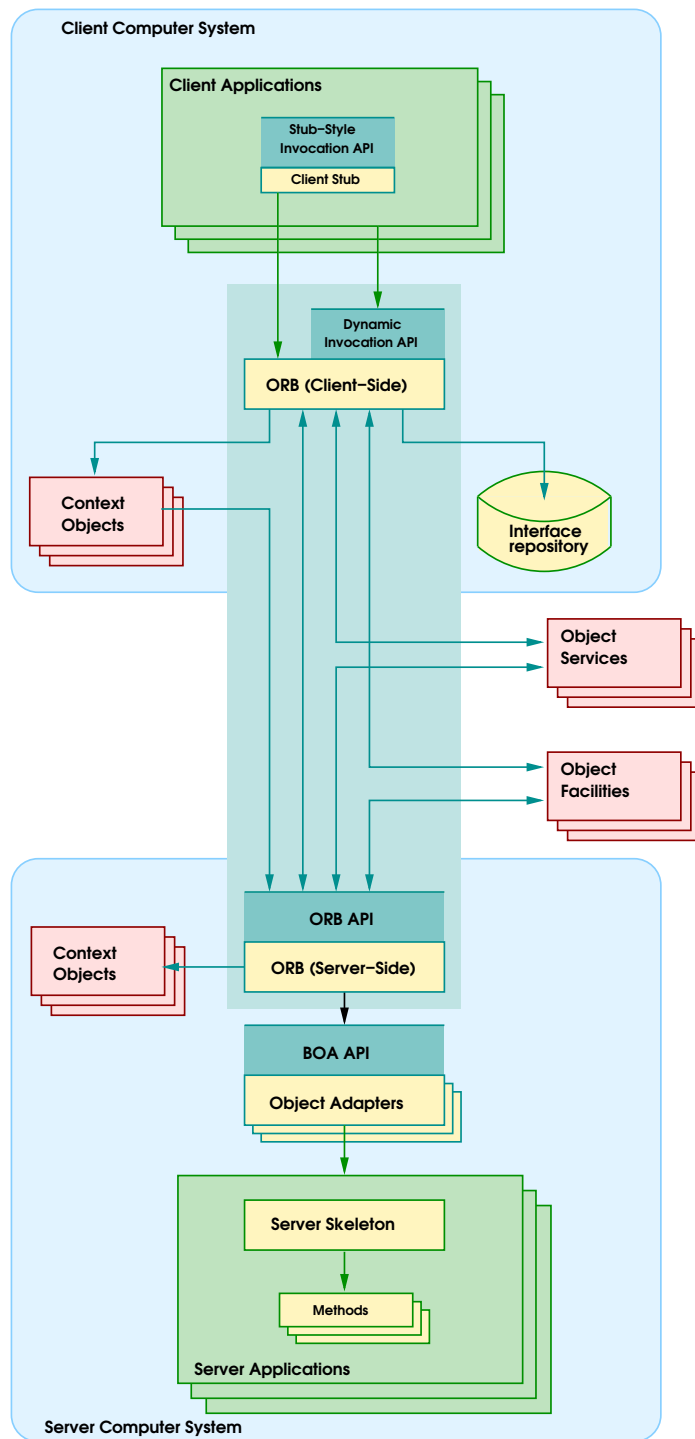 Client Computer System
Client Applications
Stub-Style
Invocation API
Client Stub
Dynamic
Invocation API
ORB (Client-Side)
Context
Objects
Interface
repository
Object
Services
Object
Facilities
ORB API
Context
Objects
ORB (Server-Side)
BOA API
Object Adapters
Server Skeleton
Methods
Server Applications
Server Computer System